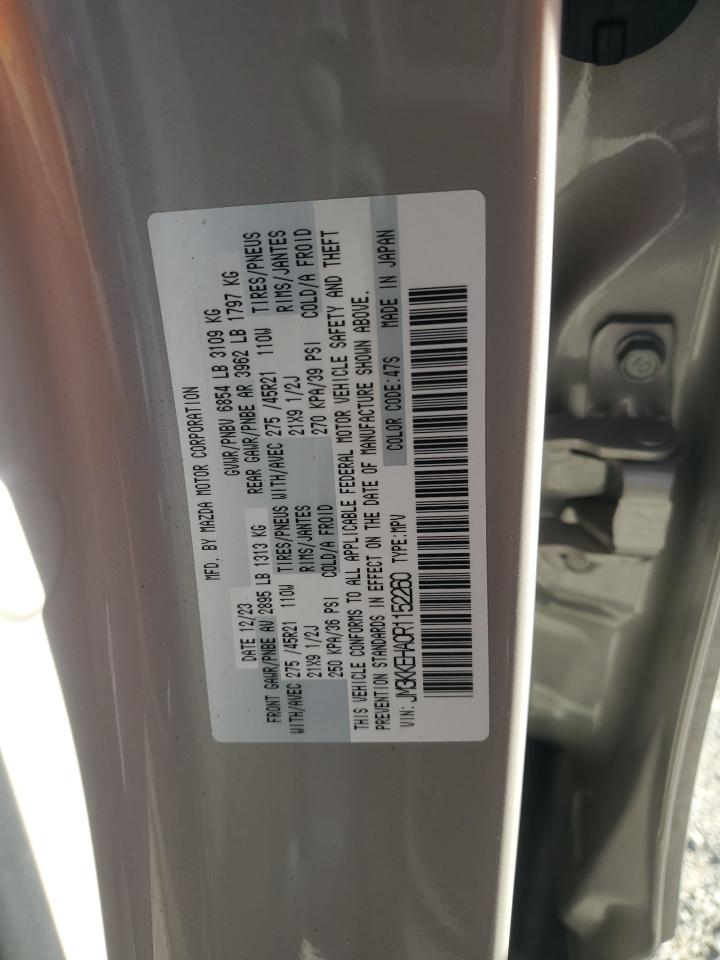 MFD. BY MAZDA MOTOR CORPORATION
DATE 12/23
GVWR/PNBV 6854 LB 3109 KG
FRONT GAWR/PNBE AV 2895 LB 1313 KG
REAR GAWR/PNBE AR 3962 LB 1797 KG
WITH/AVEC 275 /45R21 110W TIRES/PNEUS WITH/AVEC 275 /45R21 110W TIRES/PNEUS
21X9 1/2J RIMS/JANTES 21X9 1/2J RIMS/JANTES
250 KPA/36 PSI COLD/A FROID 270 KPA/39 PSI COLD/A FROID
THIS VEHICLE CONFORMS TO ALL APPLICABLE FEDERAL MOTOR VEHICLE SAFETY AND THEFT
PREVENTION STANDARDS IN EFFECT ON THE DATE OF MANUFACTURE SHOWN ABOVE.
VIN: JM3KKEHA0R1152260 TYPE:MPV COLOR CODE:47S MADE IN JAPAN